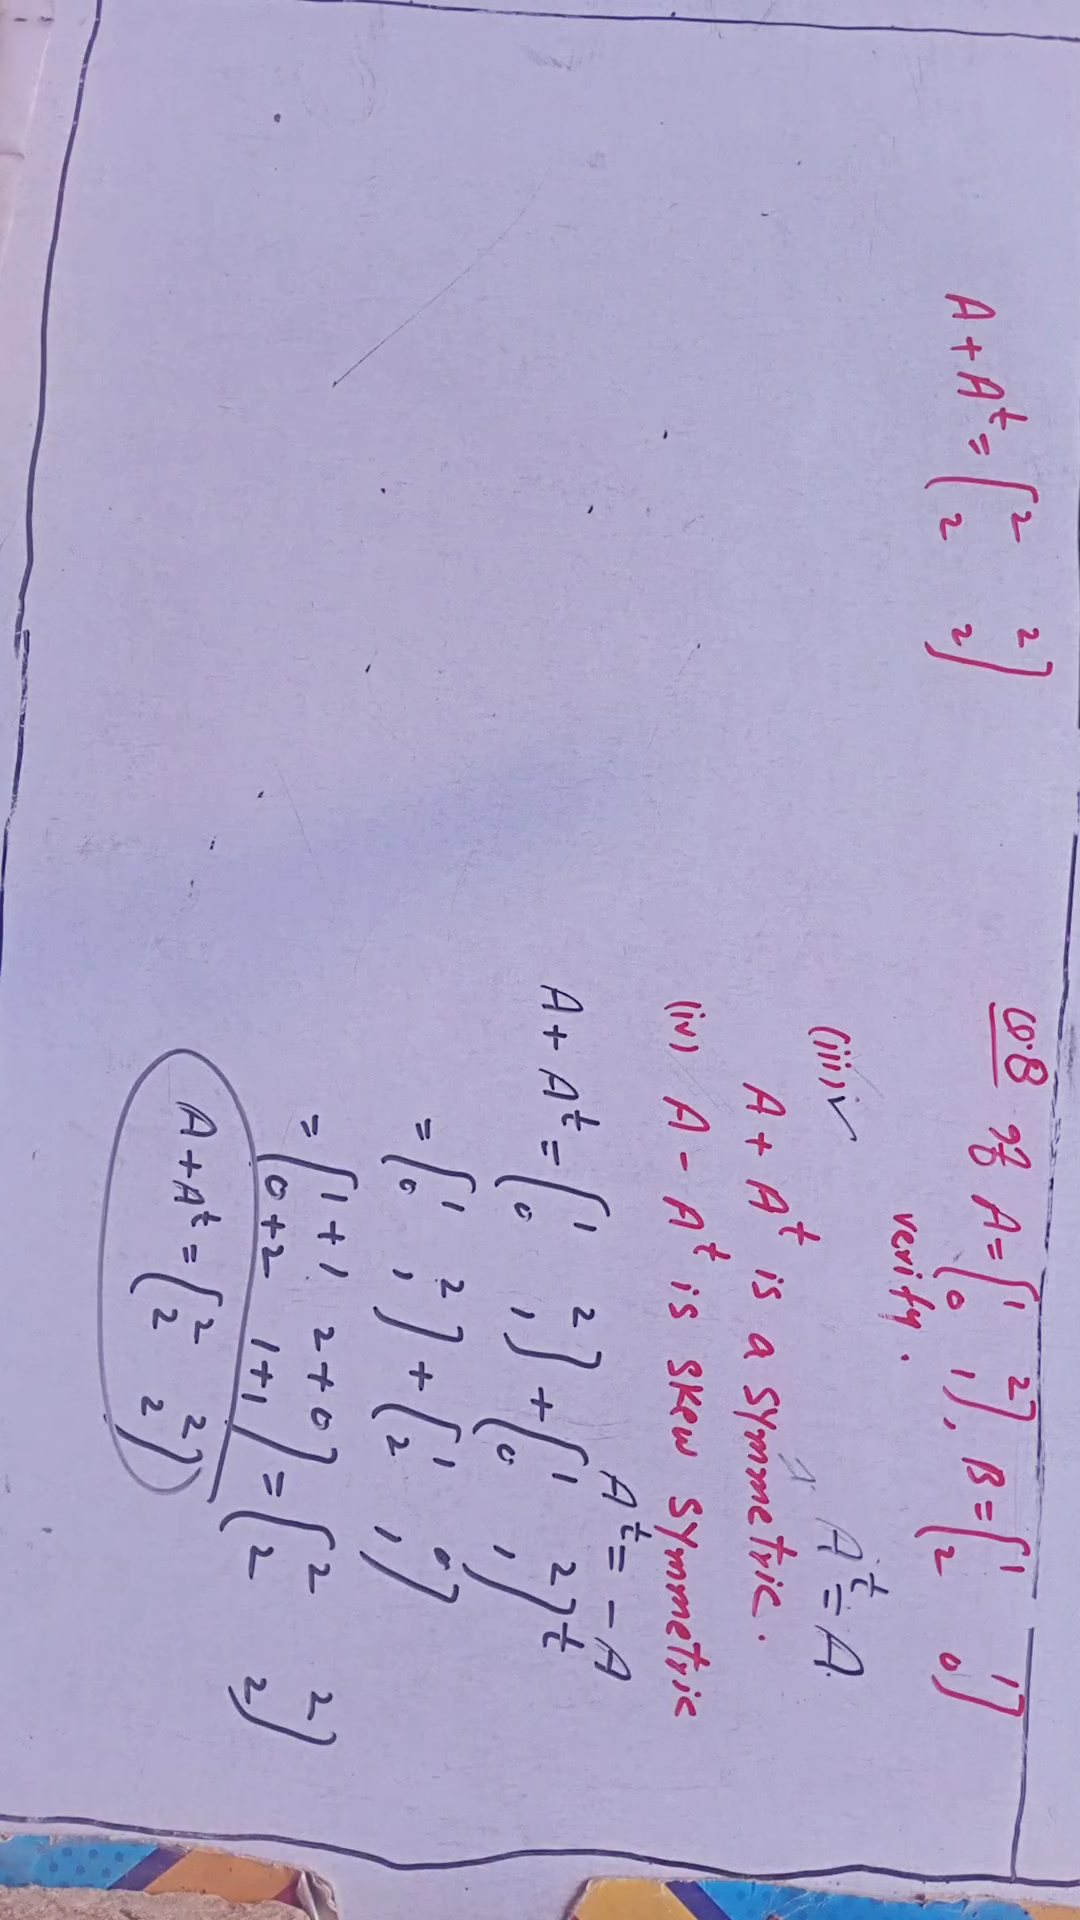 Q.8 If A = [1 2
0 1], B = [1 1
2 0]
verify.
(iii) ✓ A^t = A
A + A^t is a symmetric.
(iv) A - A^t is skew symmetric
A^t = -A
A + A^t = [1 2
0 1] + [1 2
0 1]^t
= [1 2
0 1] + [1 0
2 1]
= [1+1 2+0
0+2 1+1] = [2 2
2 2]
A + A^t = [2 2
2 2]
A + A^t = [2 2
2 2]